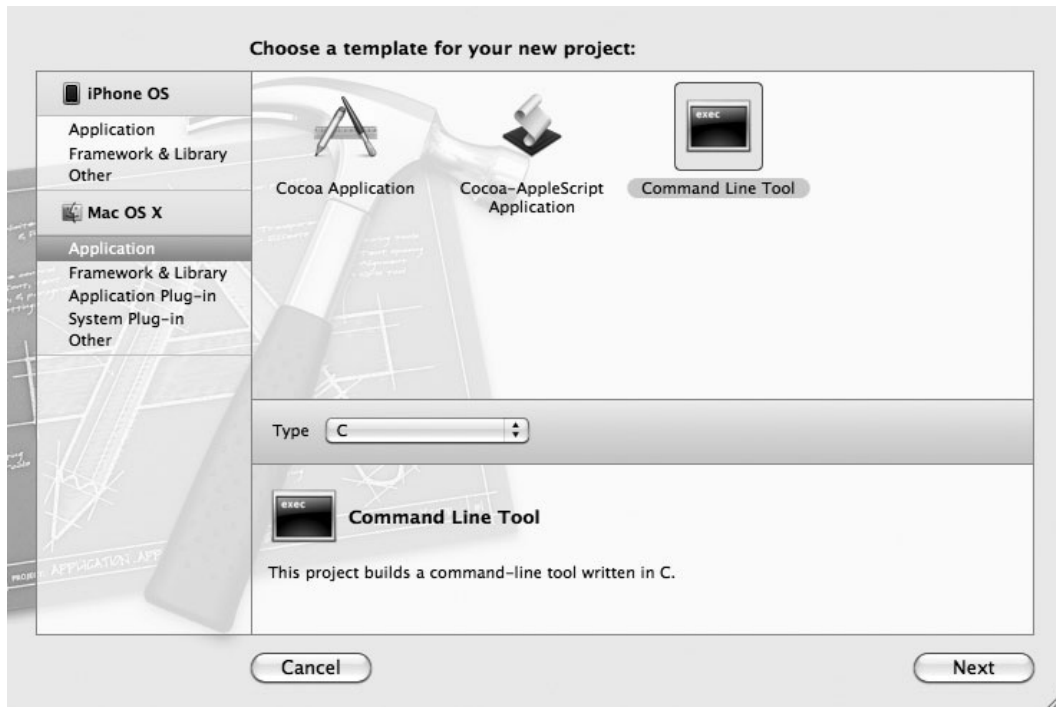 Choose a template for your new project:
iPhone OS
Application
Framework & Library
Other
Mac OS X
Application
Framework & Library
Application Plug-in
System Plug-in
Other
exec
Cocoa Application
Cocoa-AppleScript
Application
Command Line Tool
Type C
exec
Command Line Tool
This project builds a command-line tool written in C.
APPLICATION APP
Cancel
Next